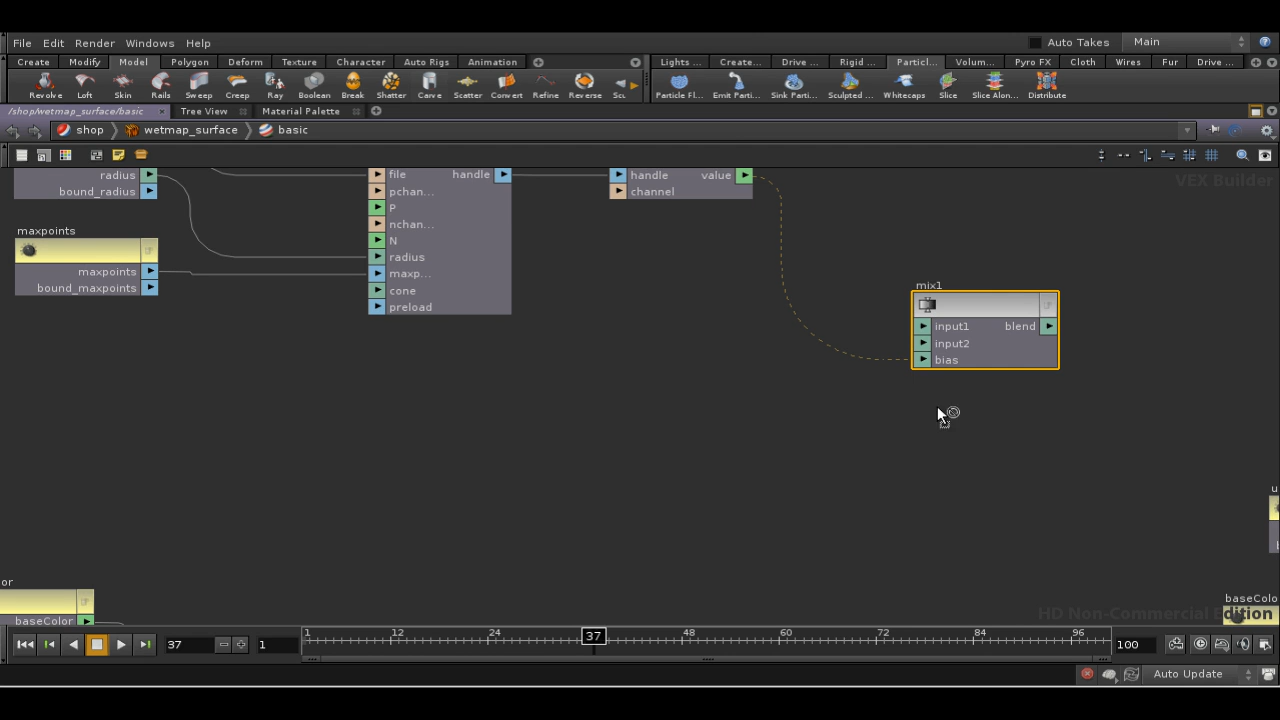 File Edit Render Windows Help Auto Takes Main
Create Modify Model Polygon Deform Texture Character Auto Rigs Animation Lights ... Create... Drive ... Rigid ... Particl... Volum... Pyro FX Cloth Wires Fur Drive ...
Revolve Loft Skin Rails Sweep Creep Ray Boolean Break Shatter Carve Scatter Convert Refine Reverse Particle Fl... Emit Parti... Sink Parti... Sculpted ... Whitecaps Slice Slice Alon... Distribute
/shop/wetmap_surface/basic Tree View Material Palette
shop wetmap_surface basic
VEX Builder
radius
bound_radius
maxpoints
maxpoints
bound_maxpoints
file handle
pchan...
P
nchan...
N
radius
maxp...
cone
preload
handle value
channel
mix1
input1 blend
input2
bias
or
baseColor
baseColo
HD Non-Commercial Edition
37 1 1 12 24 37 48 60 72 84 96 100
Auto Update